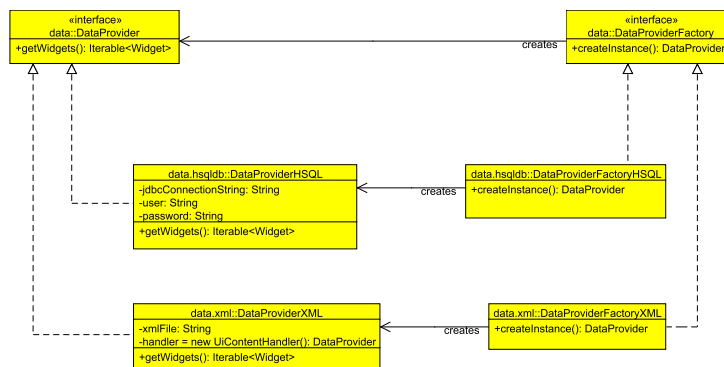 «interface»
data::DataProvider
+getWidgets(): Iterable<Widget>
creates
«interface»
data::DataProviderFactory
+createInstance(): DataProvider
data.hsqldb::DataProviderHSQL
-jdbcConnectionString: String
-user: String
-password: String
+getWidgets(): Iterable<Widget>
creates
data.hsqldb::DataProviderFactoryHSQL
+createInstance(): DataProvider
data.xml::DataProviderXML
-xmlFile: String
-handler = new UiContentHandler(): DataProvider
+getWidgets(): Iterable<Widget>
creates
data.xml::DataProviderFactoryXML
+createInstance(): DataProvider